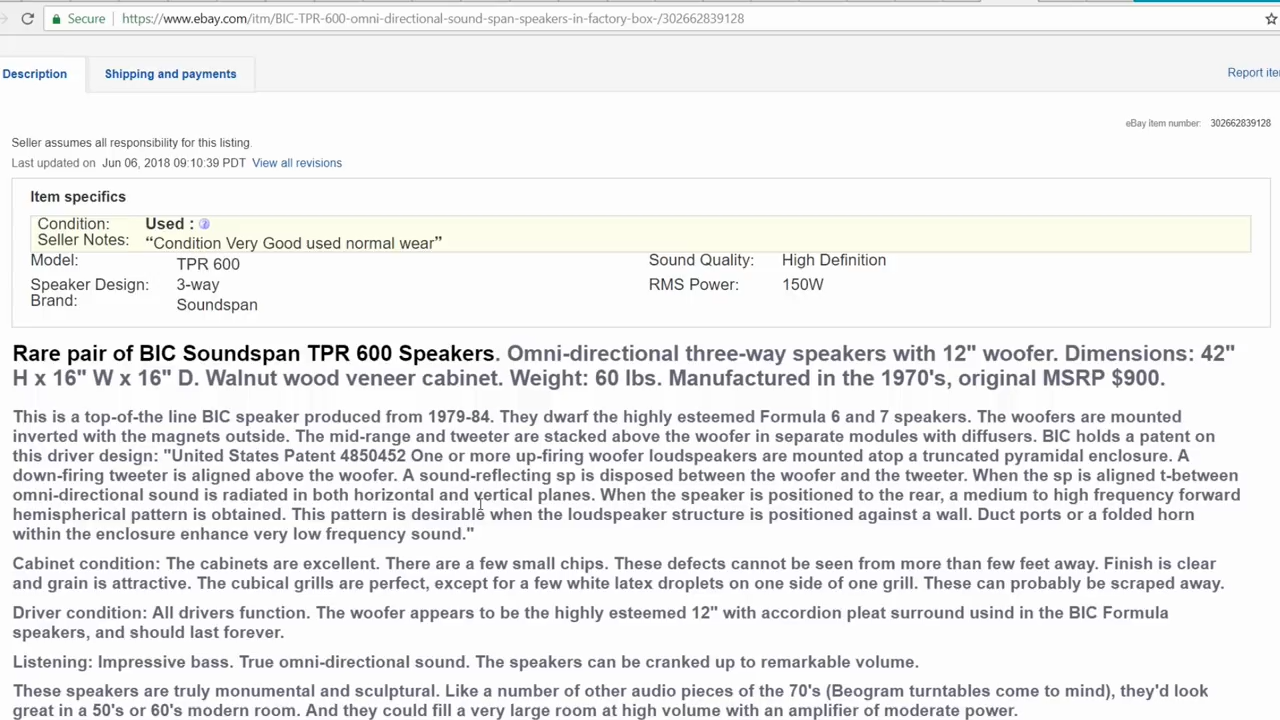 Secure https://www.ebay.com/itm/BIC-TPR-600-omni-directional-sound-span-speakers-in-factory-box-/302662839128
Description Shipping and payments
eBay item number: 302662839128
Seller assumes all responsibility for this listing.
Last updated on Jun 06, 2018 09:10:39 PDT View all revisions
Item specifics
Condition: Used :
Seller Notes: “Condition Very Good used normal wear”
Model: TPR 600 Sound Quality: High Definition
Speaker Design: 3-way RMS Power: 150W
Brand: Soundspan
Rare pair of BIC Soundspan TPR 600 Speakers. Omni-directional three-way speakers with 12" woofer. Dimensions: 42"
H x 16" W x 16" D. Walnut wood veneer cabinet. Weight: 60 lbs. Manufactured in the 1970's, original MSRP $900.
This is a top-of-the line BIC speaker produced from 1979-84. They dwarf the highly esteemed Formula 6 and 7 speakers. The woofers are mounted
inverted with the magnets outside. The mid-range and tweeter are stacked above the woofer in separate modules with diffusers. BIC holds a patent on
this driver design: "United States Patent 4850452 One or more up-firing woofer loudspeakers are mounted atop a truncated pyramidal enclosure. A
down-firing tweeter is aligned above the woofer. A sound-reflecting sp is disposed between the woofer and the tweeter. When the sp is aligned t-between
omni-directional sound is radiated in both horizontal and vertical planes. When the speaker is positioned to the rear, a medium to high frequency forward
hemispherical pattern is obtained. This pattern is desirable when the loudspeaker structure is positioned against a wall. Duct ports or a folded horn
within the enclosure enhance very low frequency sound."
Cabinet condition: The cabinets are excellent. There are a few small chips. These defects cannot be seen from more than few feet away. Finish is clear
and grain is attractive. The cubical grills are perfect, except for a few white latex droplets on one side of one grill. These can probably be scraped away.
Driver condition: All drivers function. The woofer appears to be the highly esteemed 12" with accordion pleat surround usind in the BIC Formula
speakers, and should last forever.
Listening: Impressive bass. True omni-directional sound. The speakers can be cranked up to remarkable volume.
These speakers are truly monumental and sculptural. Like a number of other audio pieces of the 70's (Beogram turntables come to mind), they'd look
great in a 50's or 60's modern room. And they could fill a very large room at high volume with an amplifier of moderate power.